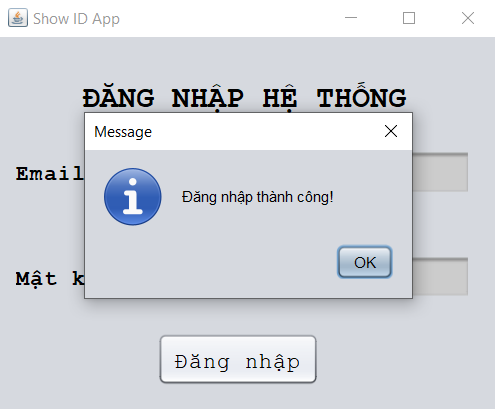 Show ID App
ĐĂNG NHẬP HỆ THỐNG
Message
Email
Đăng nhập thành công!
OK
Mật
Đăng nhập